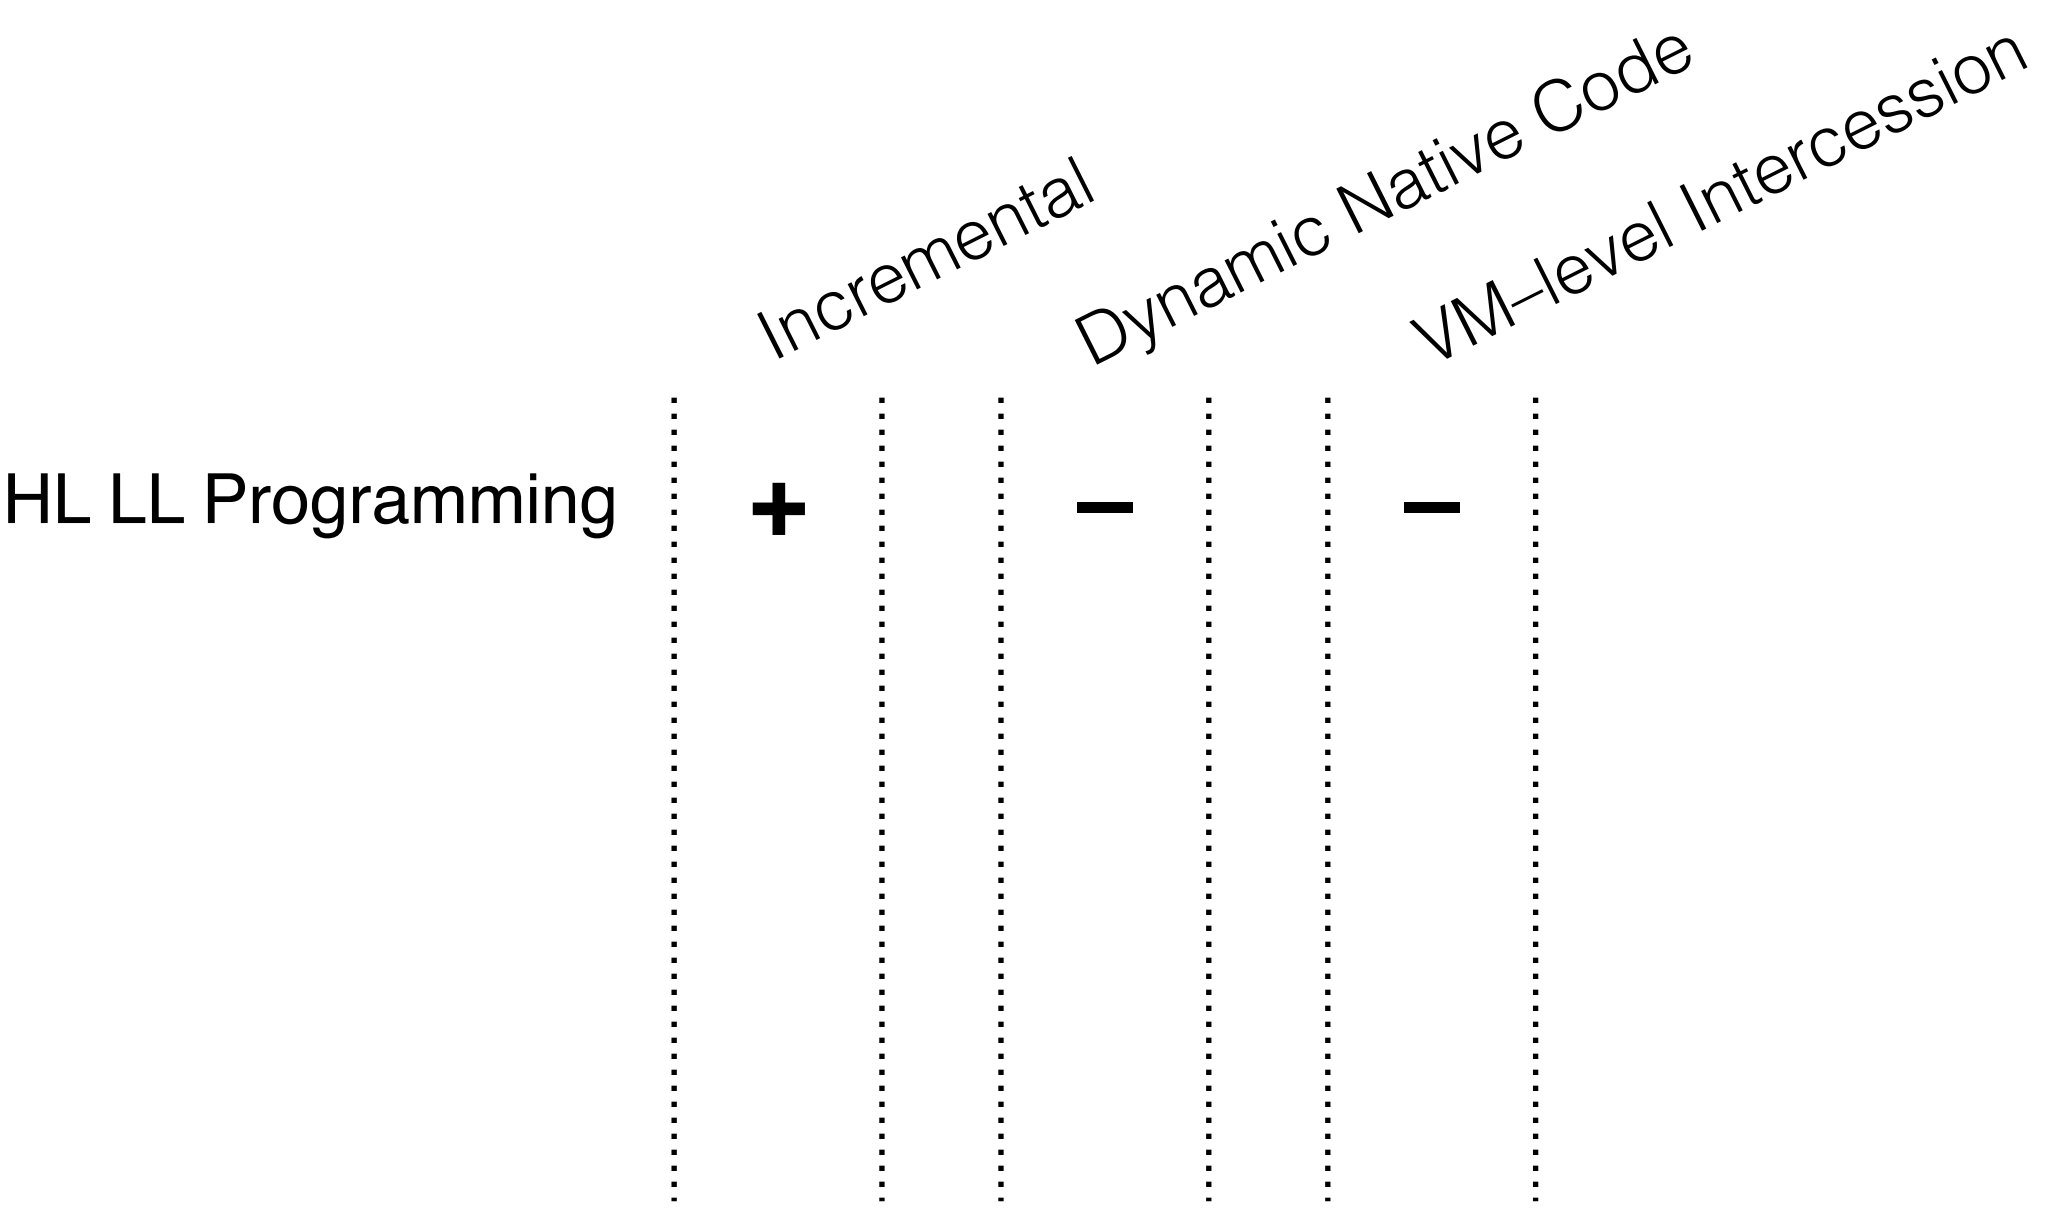 Incremental
Dynamic Native Code
VM–level Intercession
HL LL Programming + – –